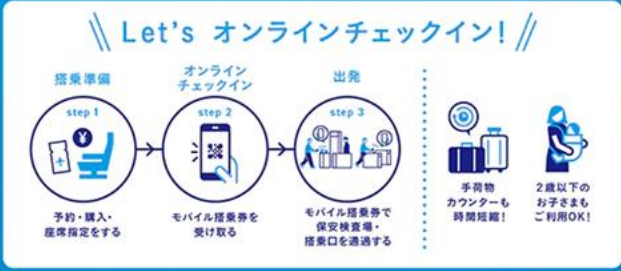 Let's オンラインチェックイン!
搭乗準備
step 1
¥
予約・購入・
座席指定をする
オンライン
チェックイン
step 2
モバイル搭乗券を
受け取る
出発
step 3
モバイル搭乗券で
保安検査場・
搭乗口を通過する
手荷物
カウンターも
時間短縮!
2歳以下の
お子さまも
ご利用OK!